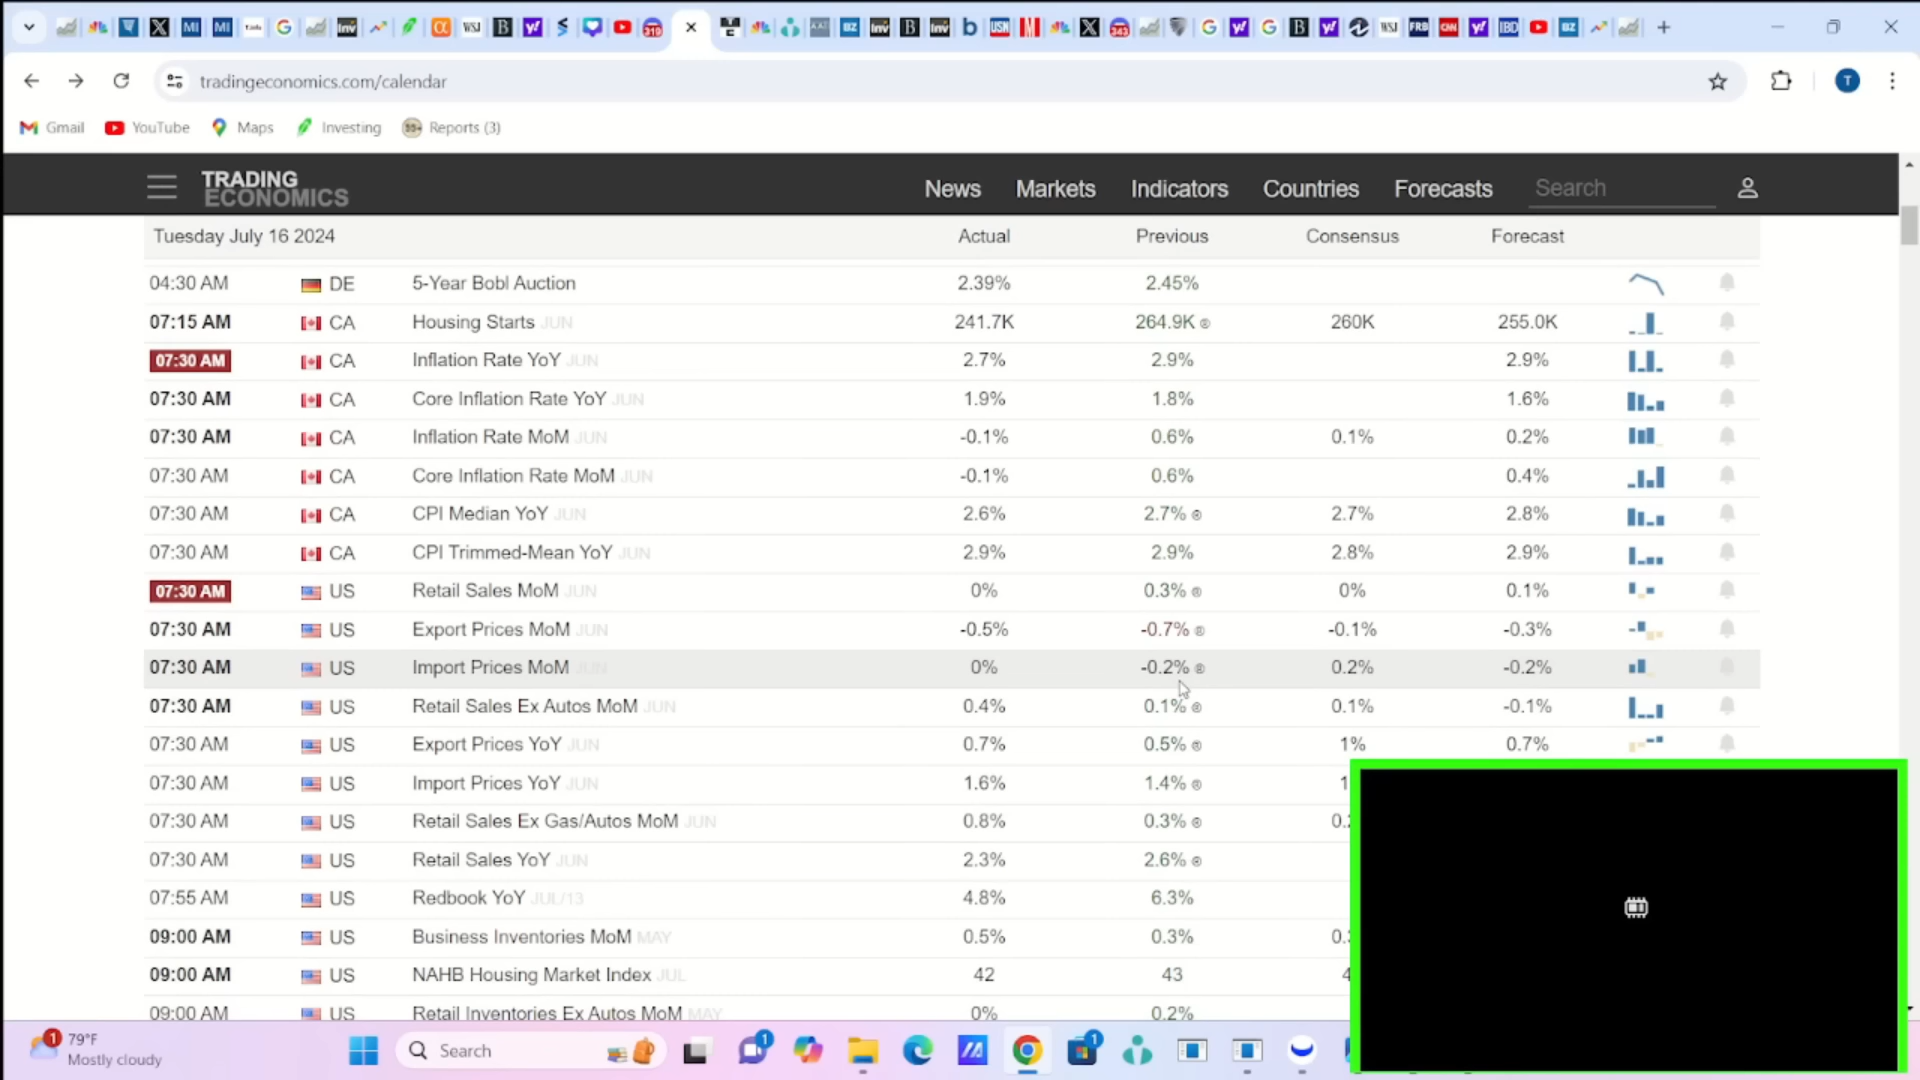 310
343
tradingeconomics.com/calendar
T
Gmail YouTube Maps Investing 99+ Reports (3)
TRADING
ECONOMICS
News Markets Indicators Countries Forecasts Search
Tuesday July 16 2024 Actual Previous Consensus Forecast
04:30 AM DE 5-Year Bobl Auction 2.39% 2.45%
07:15 AM CA Housing Starts JUN 241.7K 264.9K ® 260K 255.0K
07:30 AM CA Inflation Rate YoY JUN 2.7% 2.9% 2.9%
07:30 AM CA Core Inflation Rate YoY JUN 1.9% 1.8% 1.6%
07:30 AM CA Inflation Rate MoM JUN -0.1% 0.6% 0.1% 0.2%
07:30 AM CA Core Inflation Rate MoM JUN -0.1% 0.6% 0.4%
07:30 AM CA CPI Median YoY JUN 2.6% 2.7% ® 2.7% 2.8%
07:30 AM CA CPI Trimmed-Mean YoY JUN 2.9% 2.9% 2.8% 2.9%
07:30 AM US Retail Sales MoM JUN 0% 0.3% ® 0% 0.1%
07:30 AM US Export Prices MoM JUN -0.5% -0.7% ® -0.1% -0.3%
07:30 AM US Import Prices MoM JUN 0% -0.2% ® 0.2% -0.2%
07:30 AM US Retail Sales Ex Autos MoM JUN 0.4% 0.1% ® 0.1% -0.1%
07:30 AM US Export Prices YoY JUN 0.7% 0.5% ® 1% 0.7%
07:30 AM US Import Prices YoY JUN 1.6% 1.4% ® 1
07:30 AM US Retail Sales Ex Gas/Autos MoM JUN 0.8% 0.3% ® 0.
07:30 AM US Retail Sales YoY JUN 2.3% 2.6% ®
07:55 AM US Redbook YoY JUL/13 4.8% 6.3%
09:00 AM US Business Inventories MoM MAY 0.5% 0.3% 0.
09:00 AM US NAHB Housing Market Index JUL 42 43 4
09:00 AM US Retail Inventories Ex Autos MoM MAY 0% 0.2%
1 79°F
Mostly cloudy
Search 1 1